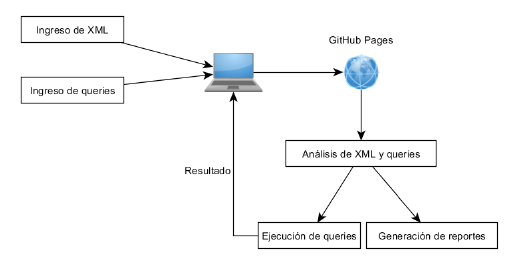 Ingreso de XML
GitHub Pages
Ingreso de queries
Análisis de XML y queries
Resultado
Ejecución de queries
Generación de reportes